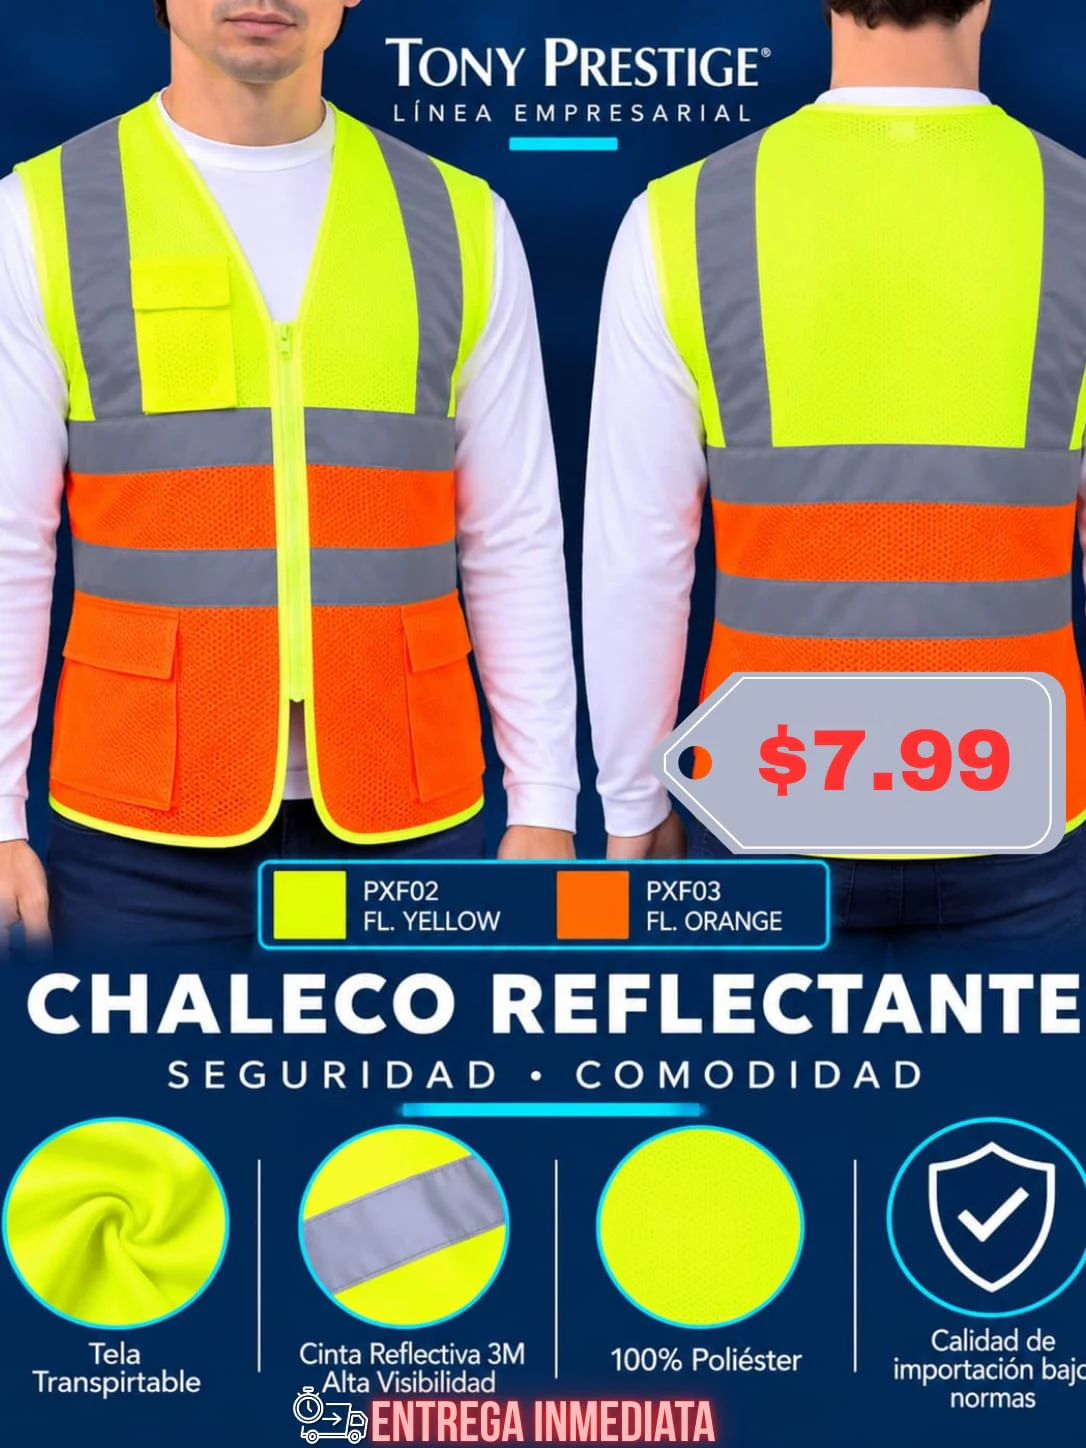 TONY PRESTIGE®
LÍNEA EMPRESARIAL
$7.99
PXF02
FL. YELLOW
PXF03
FL. ORANGE
CHALECO REFLECTANTE
SEGURIDAD • COMODIDAD
Tela
Transpirtable
Cinta Reflectiva 3M
Alta Visibilidad
100% Poliéster
Calidad de
importación bajo
normas
ENTREGA INMEDIATA